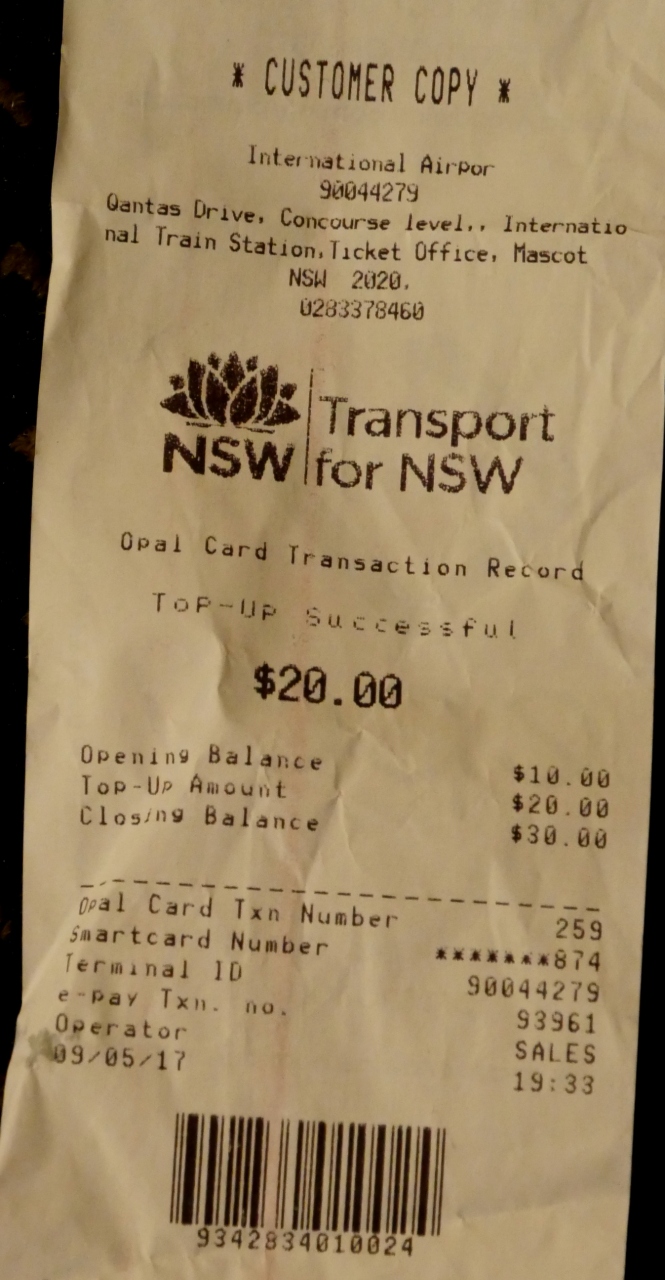 * CUSTOMER COPY *
International Airpor
90044279
Qantas Drive, Concourse level,, Internatio
nal Train Station,Ticket Office, Mascot
NSW 2020,
0283378460
NSW
Transport
for NSW
Opal Card Transaction Record
Top-Up Successful
$20.00
Opening Balance $10.00
Top-Up Amount $20.00
Closing Balance $30.00
Opal Card Txn Number 259
Smartcard Number *******874
Terminal ID 90044279
e-pay Txn. no. 93961
Operator SALES
09/05/17 19:33
9342834010024